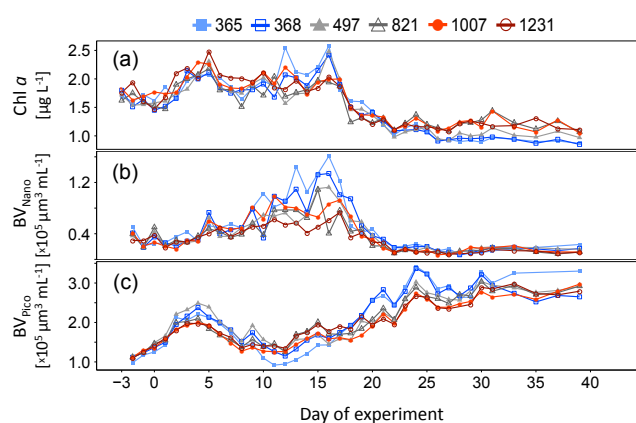 365 368 497 821 1007 1231
(a)
Chl a
[µg L⁻¹]
2.5
2.0
1.5
1.0
(b)
BV_Nano
[×10⁵ µm³ mL⁻¹]
1.2
0.4
(c)
BV_Pico
[×10⁵ µm³ mL⁻¹]
3.0
2.0
1.0
−3 0 5 10 15 20 25 30 35 40
Day of experiment